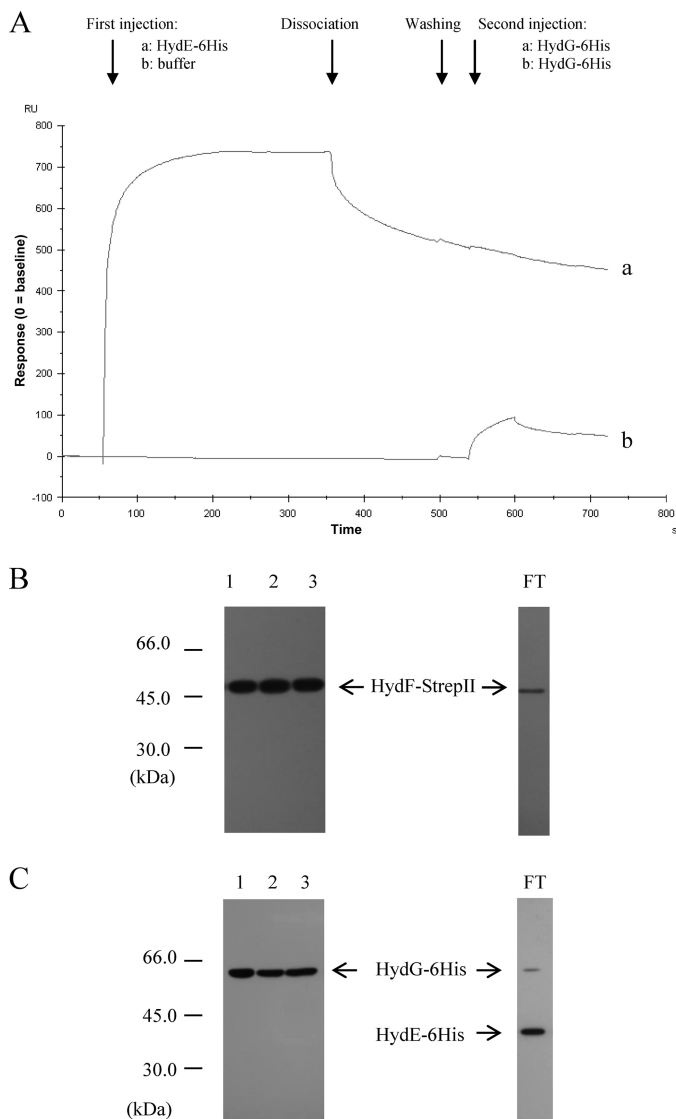 A
First injection:
a: HydE-6His
b: buffer
Dissociation
Washing
Second injection:
a: HydG-6His
b: HydG-6His
RU
800
700
600
500
400
300
200
100
0
-100
Response (0 = baseline)
a
b
0 100 200 300 400 500 600 700 800
Time
s
B
1 2 3
FT
66.0
45.0
30.0
(kDa)
HydF-StrepII
C
1 2 3
FT
66.0
45.0
30.0
(kDa)
HydG-6His
HydE-6His